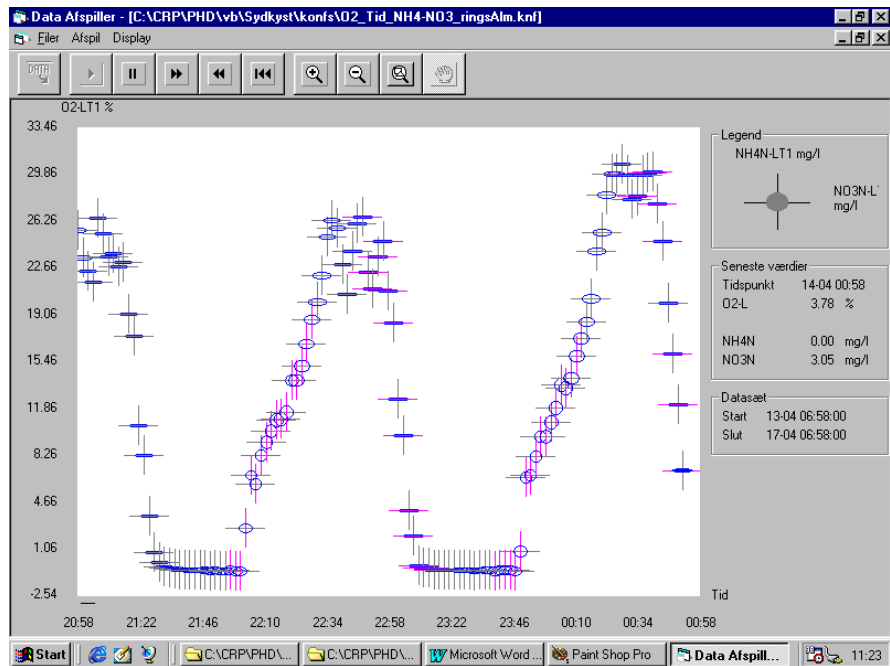 Data Afspiller - [C:\CRP\PHD\vb\Sydkyst\konfs\O2_Tid_NH4-NO3_ringsAlm.knf]
Filer Afspil Display
DATA
O2-LT1 %
33.46
29.86
26.26
22.66
19.06
15.46
11.86
8.26
4.66
1.06
-2.54
Tid
20:58 21:22 21:46 22:10 22:34 22:58 23:22 23:46 00:10 00:34 00:58
Legend
NH4N-LT1 mg/l
NO3N-L
mg/l
Seneste værdier
Tidspunkt 14-04 00:58
O2-L 3.78 %
NH4N 0.00 mg/l
NO3N 3.05 mg/l
Datasæt
Start 13-04 06:58:00
Slut 17-04 06:58:00
Start C:\CRP\PHD\... C:\CRP\PHD\... Microsoft Word ... Paint Shop Pro Data Afspill... 11:23